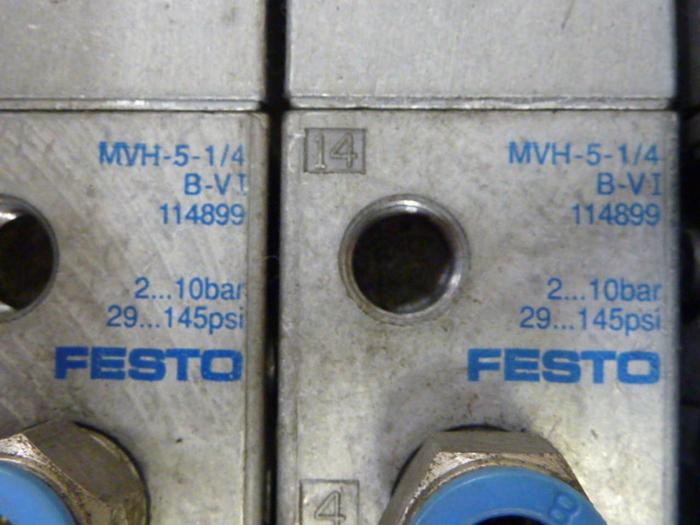 MVH-5-1/4
B-VI
114899
2...10bar
29...145psi
FESTO
14
MVH-5-1/4
B-VI
114899
2...10bar
29...145psi
FESTO
4
8